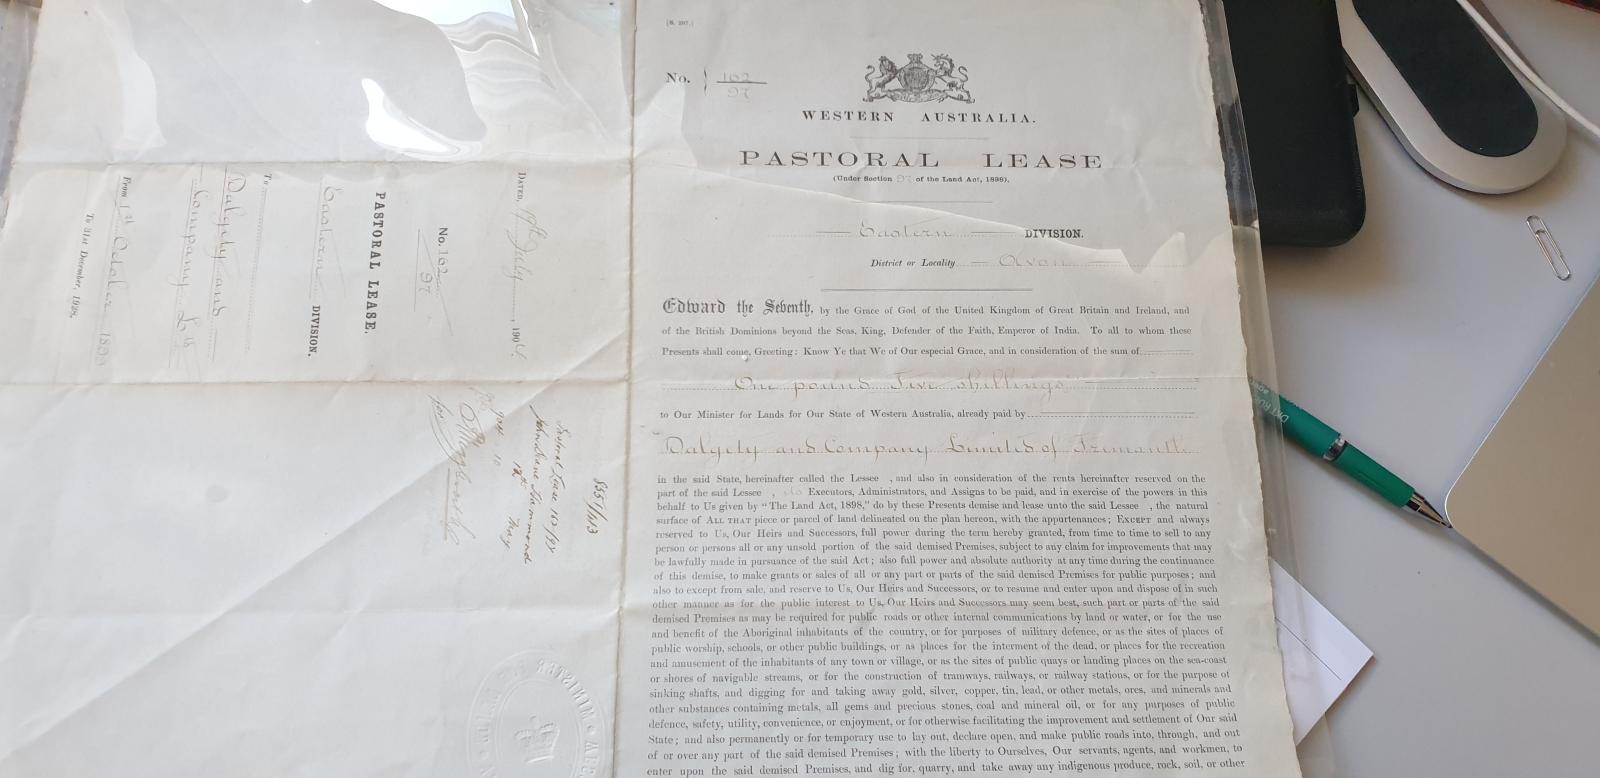 No. 162
97
WESTERN AUSTRALIA.
PASTORAL LEASE
(Under Section 97 of the Land Act, 1898).
Eastern DIVISION.
District or Locality Avon
Edward the Seventh, by the Grace of God of the United Kingdom of Great Britain and Ireland, and
of the British Dominions beyond the Seas, King, Defender of the Faith, Emperor of India. To all to whom these
Presents shall come, Greeting: Know Ye that We of Our especial Grace, and in consideration of the sum of
One pound Five shillings
to Our Minister for Lands for Our State of Western Australia, already paid by
Dalgety and Company Limited of Fremantle
in the said State, hereinafter called the Lessee , and also in consideration of the rents hereinafter reserved on the
part of the said Lessee , Executors, Administrators, and Assigns to be paid, and in exercise of the powers in this
behalf to Us given by "The Land Act, 1898," do by these Presents demise and lease unto the said Lessee , the natural
surface of ALL THAT piece or parcel of land delineated on the plan hereon, with the appurtenances; EXCEPT and always
reserved to Us, Our Heirs and Successors, full power during the term hereby granted, from time to time to sell to any
person or persons all or any unsold portion of the said demised Premises, subject to any claim for improvements that may
be lawfully made in pursuance of the said Act; also full power and absolute authority at any time during the continuance
of this demise, to make grants or sales of all or any part or parts of the said demised Premises for public purposes; and
also to except from sale, and reserve to Us, Our Heirs and Successors, or to resume and enter upon and dispose of in such
other manner as for the public interest to Us, Our Heirs and Successors may seem best, such part or parts of the said
demised Premises as may be required for public roads or other internal communications by land or water, or for the use
and benefit of the Aboriginal inhabitants of the country, or for purposes of military defence, or as the sites of places of
public worship, schools, or other public buildings, or as places for the interment of the dead, or places for the recreation
and amusement of the inhabitants of any town or village, or as the sites of public quays or landing places on the sea-coast
or shores of navigable streams, or for the construction of tramways, railways, or railway stations, or for the purpose of
sinking shafts, and digging for and taking away gold, silver, copper, tin, lead, or other metals, ores, and minerals and
other substances containing metals, all gems and precious stones, coal and mineral oil, or for any purposes of public
defence, safety, utility, convenience, or enjoyment, or for otherwise facilitating the improvement and settlement of Our said
State; and also permanently or for temporary use to lay out, declare open, and make public roads into, through, and out
of or over any part of the said demised Premises; with the liberty to Ourselves, Our servants, agents, and workmen, to
enter upon the said demised Premises, and dig for, quarry, and take away any indigenous produce, rock, soil, or other
DATED, July, 190
No. 162
97
PASTORAL LEASE.
Eastern DIVISION.
To
Dalgety and
Company Ltd
From 1st October
To 31st December, 1928.
855/413
Pastoral Lease 113/97
May
for
MINISTER